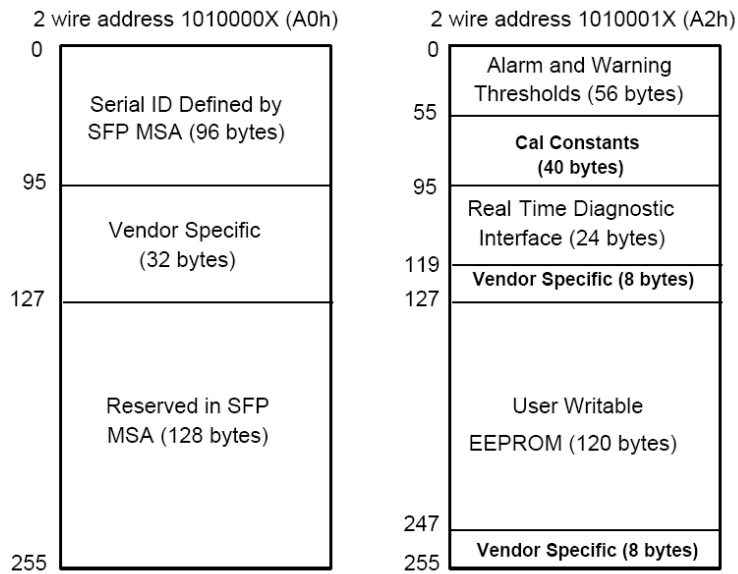 2 wire address 1010000X (A0h)
0
Serial ID Defined by
SFP MSA (96 bytes)
95
Vendor Specific
(32 bytes)
127
Reserved in SFP
MSA (128 bytes)
255
2 wire address 1010001X (A2h)
0
Alarm and Warning
Thresholds (56 bytes)
55
Cal Constants
(40 bytes)
95
Real Time Diagnostic
Interface (24 bytes)
119
Vendor Specific (8 bytes)
127
User Writable
EEPROM (120 bytes)
247
Vendor Specific (8 bytes)
255